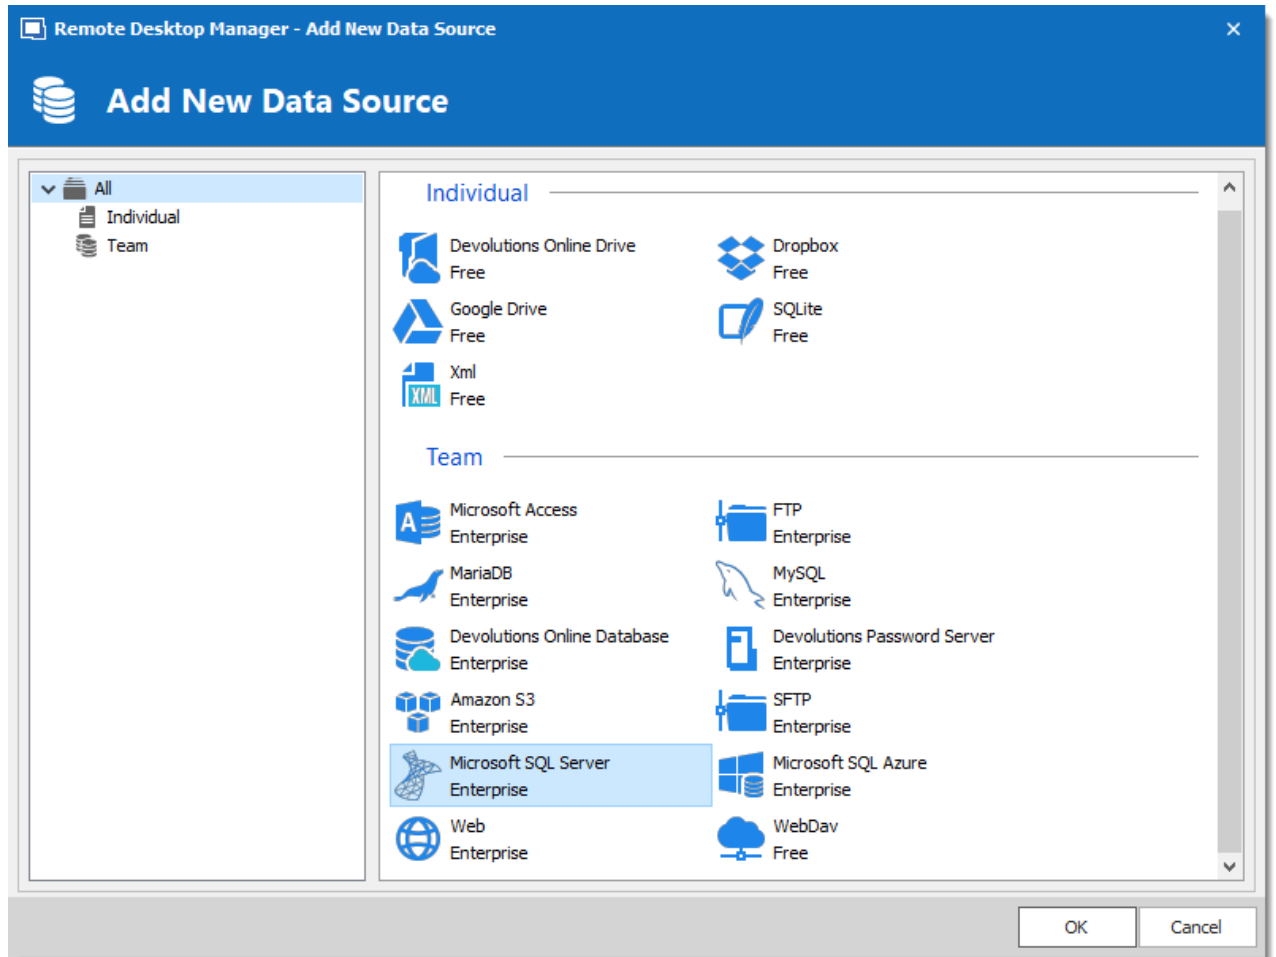 Remote Desktop Manager - Add New Data Source
Add New Data Source
All
Individual
Team
Individual
Devolutions Online Drive
Free
Dropbox
Free
Google Drive
Free
SQLite
Free
XML
Xml
Free
Team
A
Microsoft Access
Enterprise
FTP
Enterprise
MariaDB
Enterprise
MySQL
Enterprise
Devolutions Online Database
Enterprise
Devolutions Password Server
Enterprise
Amazon S3
Enterprise
SFTP
Enterprise
Microsoft SQL Server
Enterprise
Microsoft SQL Azure
Enterprise
Web
Enterprise
WebDav
Free
OK
Cancel